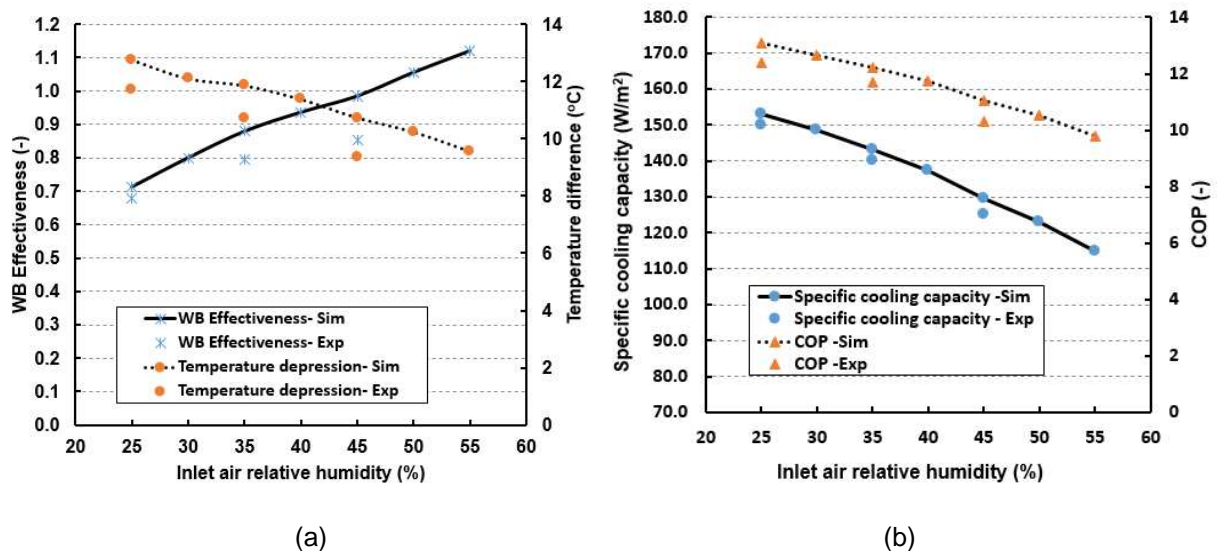 1.2
1.1
1.0
0.9
0.8
0.7
0.6
0.5
0.4
0.3
0.2
0.1
0.0
WB Effectiveness (-)
14
12
10
8
6
4
2
0
Temperature difference (°C)
WB Effectiveness- Sim
WB Effectiveness- Exp
Temperature depression- Sim
Temperature depression- Exp
20 25 30 35 40 45 50 55 60
Inlet air relative humidity (%)
(a)
180.0
170.0
160.0
150.0
140.0
130.0
120.0
110.0
100.0
90.0
80.0
70.0
Specific cooling capacity (W/m²)
14
12
10
8
6
4
2
0
COP (-)
Specific cooling capacity -Sim
Specific cooling capacity - Exp
COP -Sim
COP -Exp
20 25 30 35 40 45 50 55 60
Inlet air relative humidity (%)
(b)